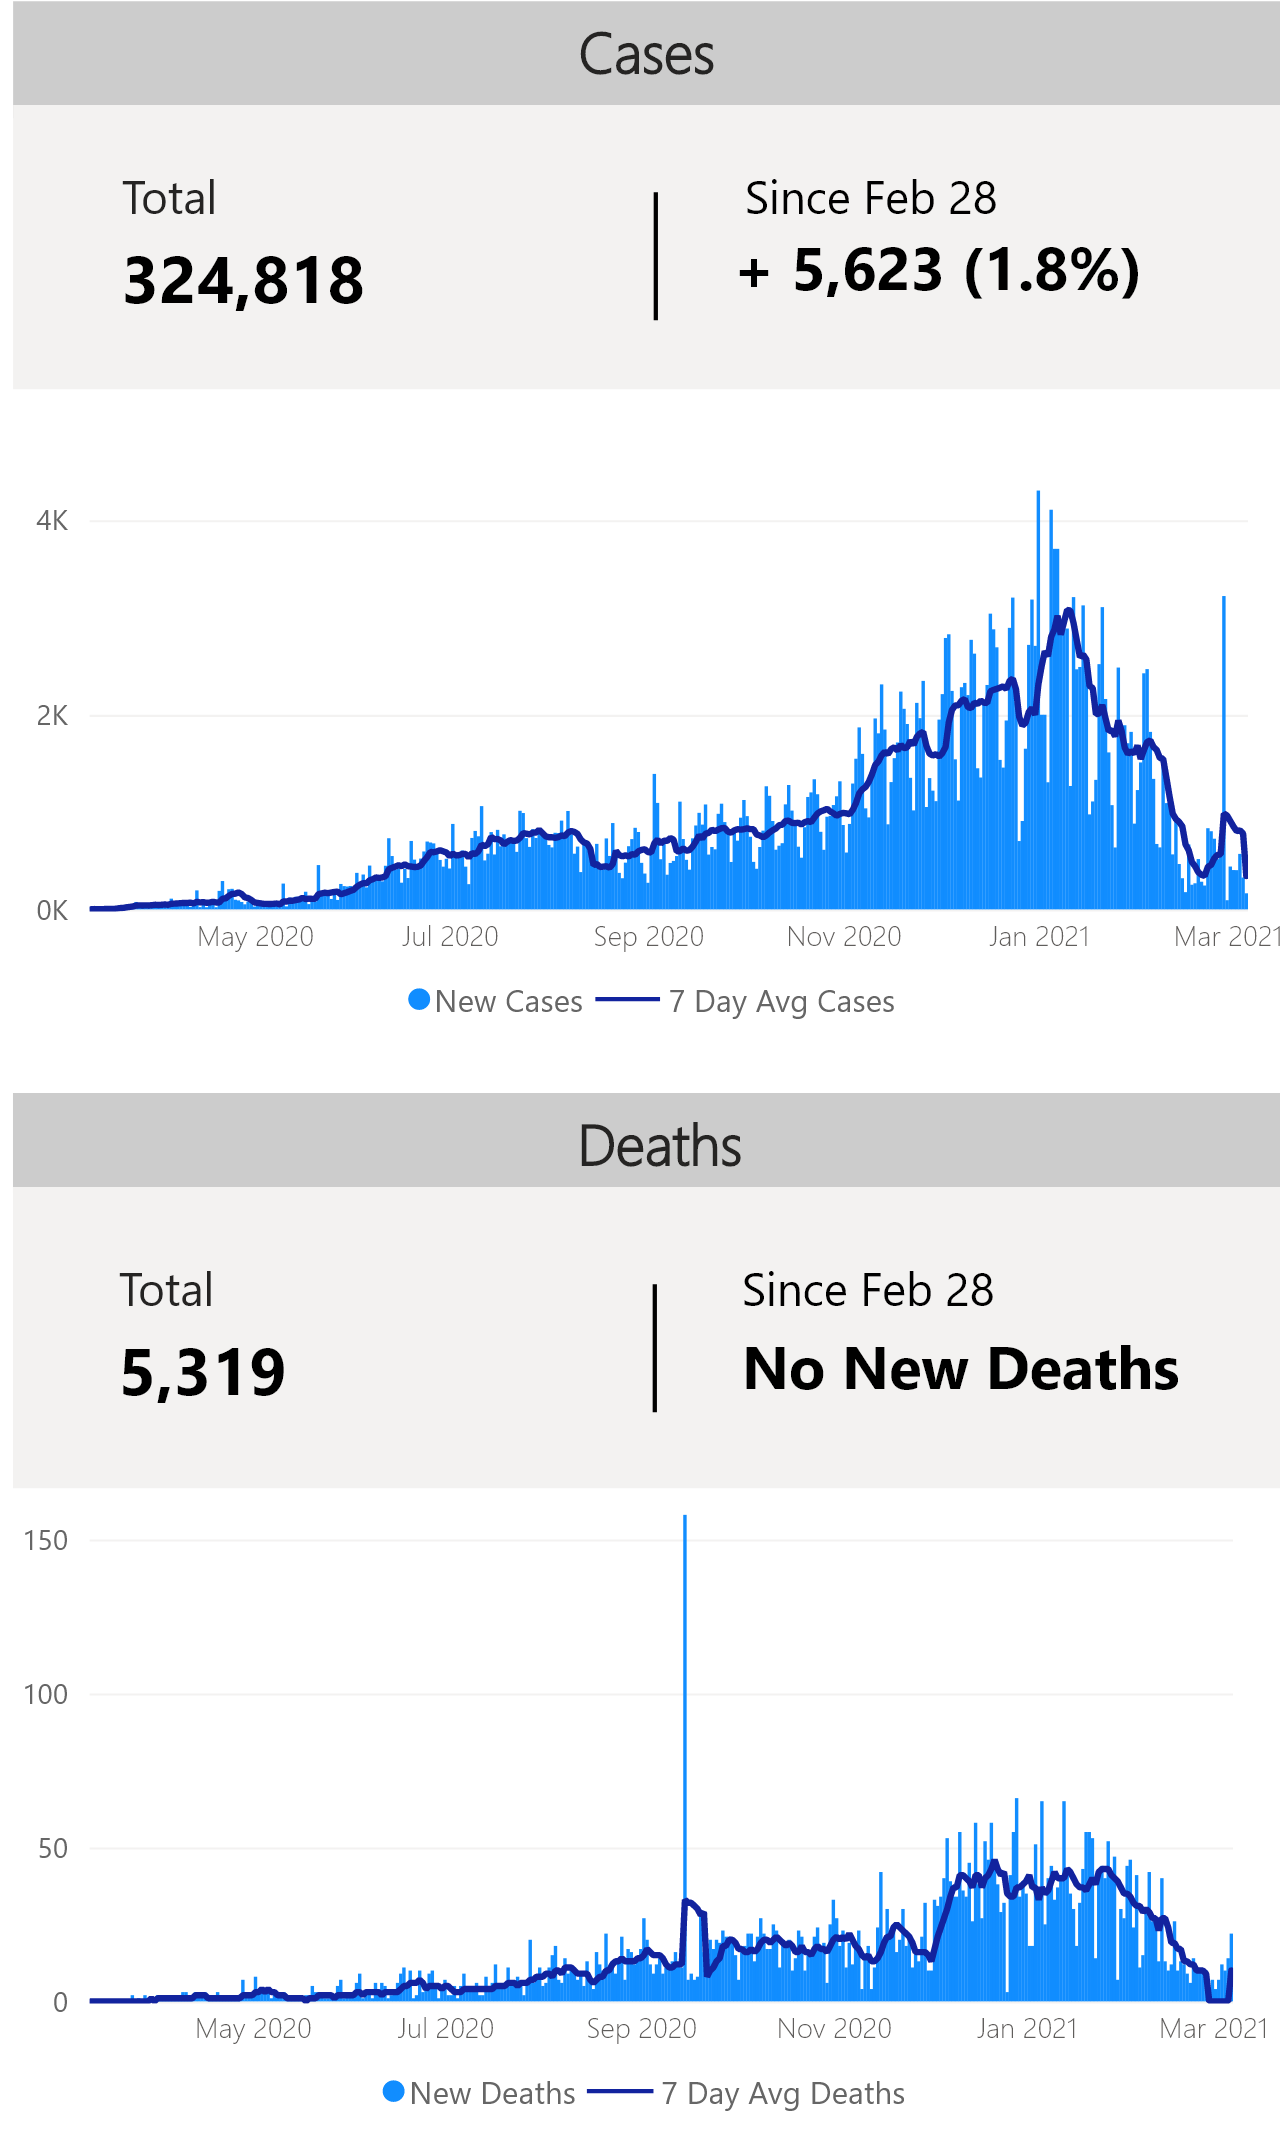 Cases
Total
324,818
Since Feb 28
+ 5,623 (1.8%)
4K
2K
0K
May 2020 Jul 2020 Sep 2020 Nov 2020 Jan 2021 Mar 2021
New Cases 7 Day Avg Cases
Deaths
Total
5,319
Since Feb 28
No New Deaths
150
100
50
0
May 2020 Jul 2020 Sep 2020 Nov 2020 Jan 2021 Mar 2021
New Deaths 7 Day Avg Deaths